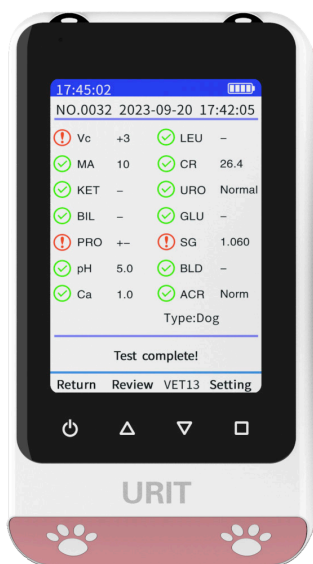 17:45:02
NO.0032 2023-09-20 17:42:05
Vc +3 LEU –
MA 10 CR 26.4
KET – URO Normal
BIL – GLU –
PRO +– SG 1.060
pH 5.0 BLD –
Ca 1.0 ACR Norm
Type:Dog
Test complete!
Return Review VET13 Setting
URIT